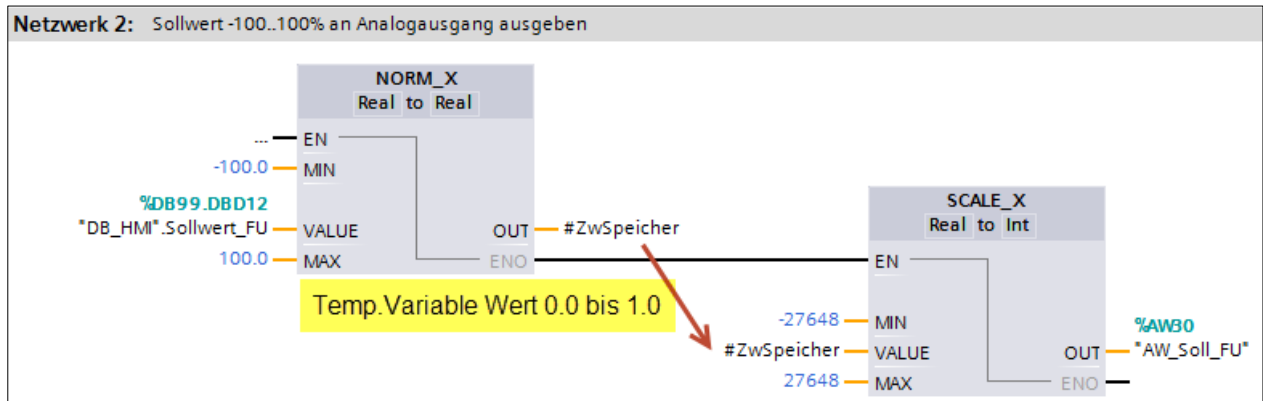 Netzwerk 2: Sollwert -100..100% an Analogausgang ausgeben
NORM_X
Real to Real
... EN
-100.0 MIN
%DB99.DBD12
"DB_HMI".Sollwert_FU VALUE OUT #ZwSpeicher
100.0 MAX ENO
Temp.Variable Wert 0.0 bis 1.0
SCALE_X
Real to Int
EN
-27648 MIN
%AW30
#ZwSpeicher VALUE OUT "AW_Soll_FU"
27648 MAX ENO